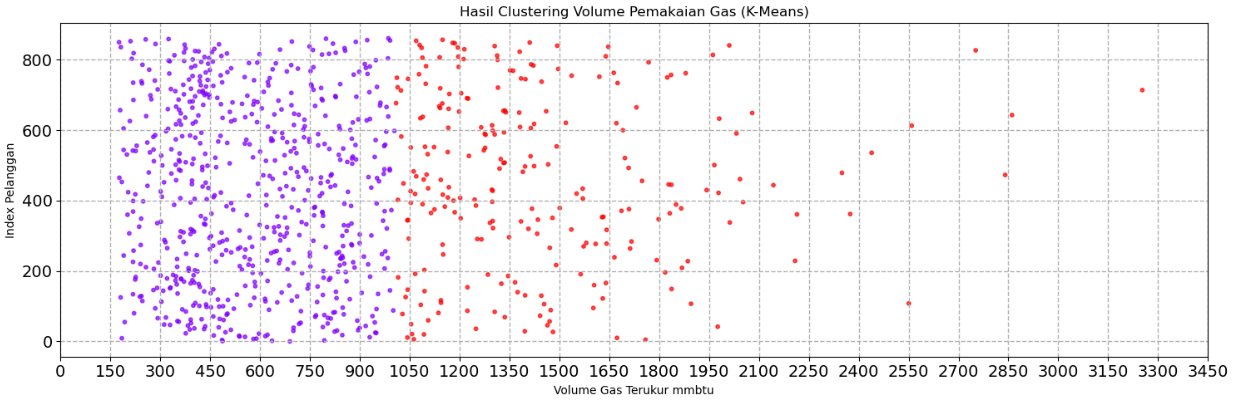 Hasil Clustering Volume Pemakaian Gas (K-Means)
Index Pelangan
800
600
400
200
0
0 150 300 450 600 750 900 1050 1200 1350 1500 1650 1800 1950 2100 2250 2400 2550 2700 2850 3000 3150 3300 3450
Volume Gas Terukur mmbtu